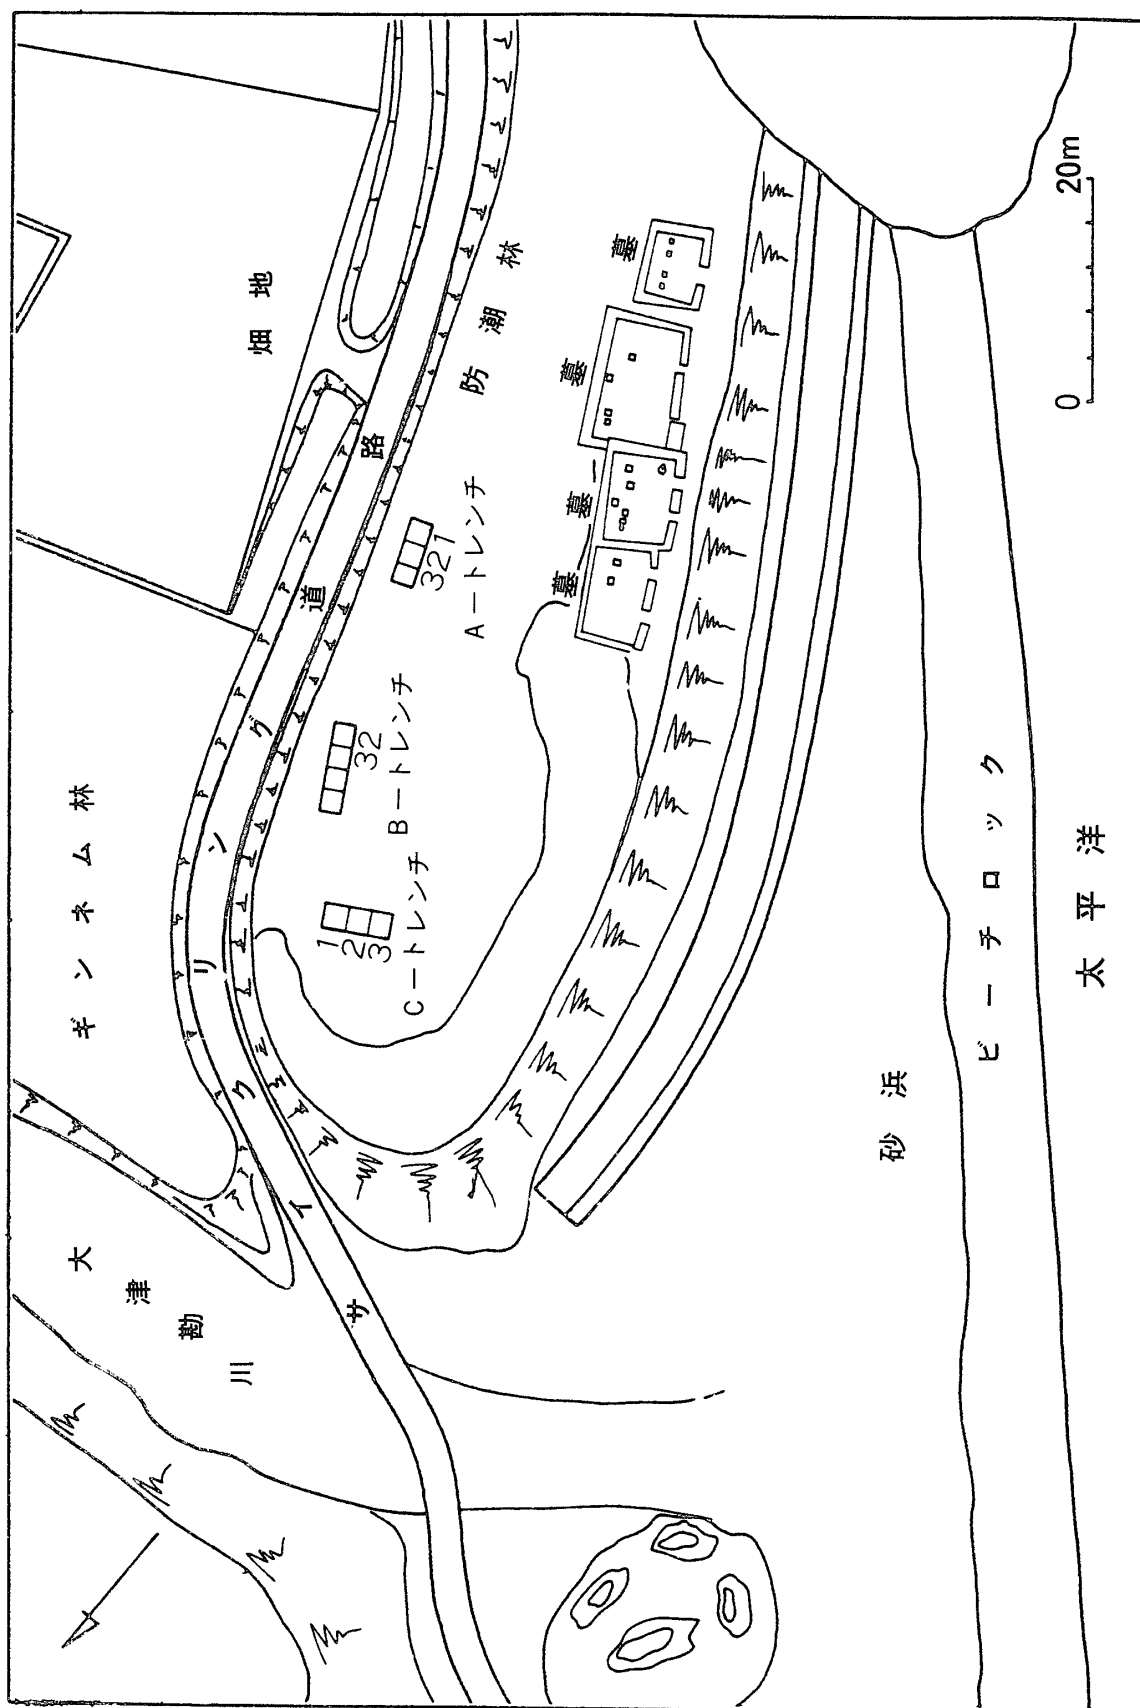 ギンネム林
大津勘川
畑地
サイクリング道路
防潮林
1
2
3
C－トレンチ
32
B－トレンチ
321
A－トレンチ
墓
墓
墓
墓
砂浜
ビーチロック
太平洋
0 20m